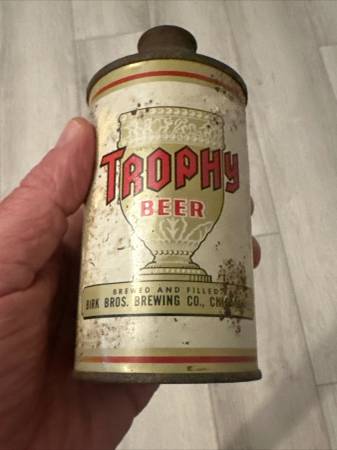 TROPHY
BEER
BREWED AND FILLED
BIRK BROS. BREWING CO.,